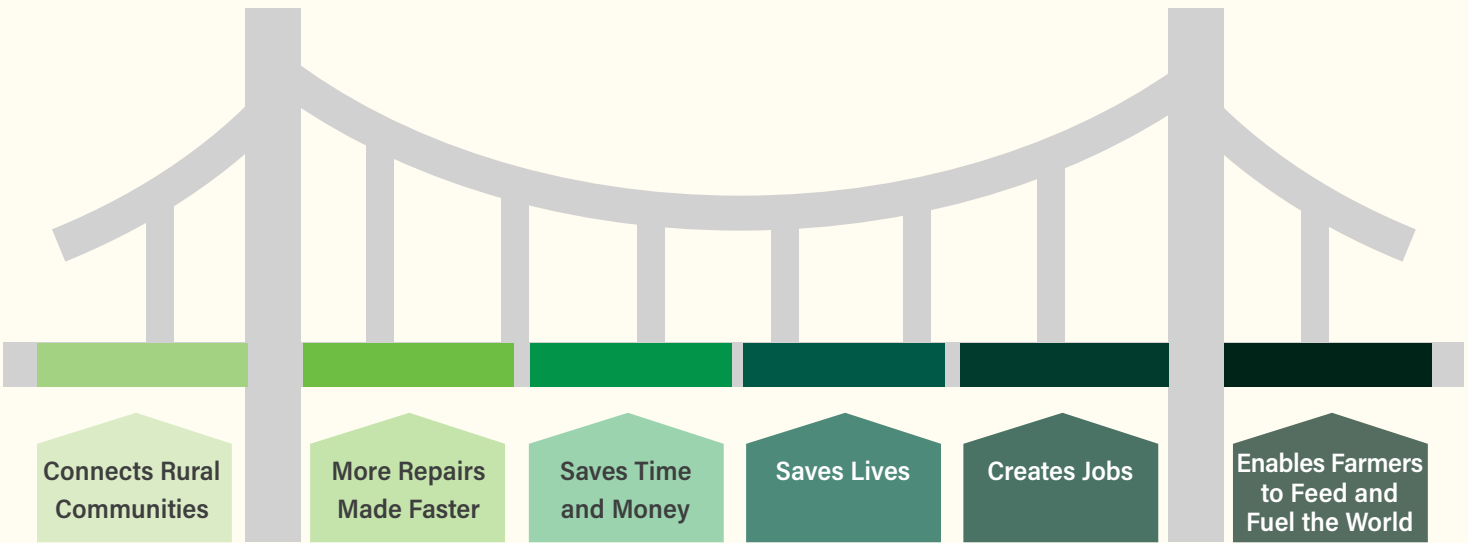 Connects Rural
Communities
More Repairs
Made Faster
Saves Time
and Money
Saves Lives
Creates Jobs
Enables Farmers
to Feed and
Fuel the World